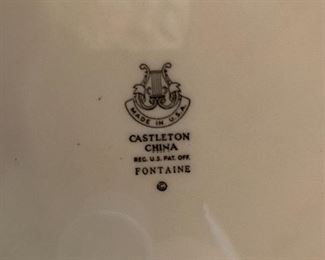 MADE IN U.S.A.
CASTLETON
CHINA
REG. U.S. PAT. OFF.
FONTAINE